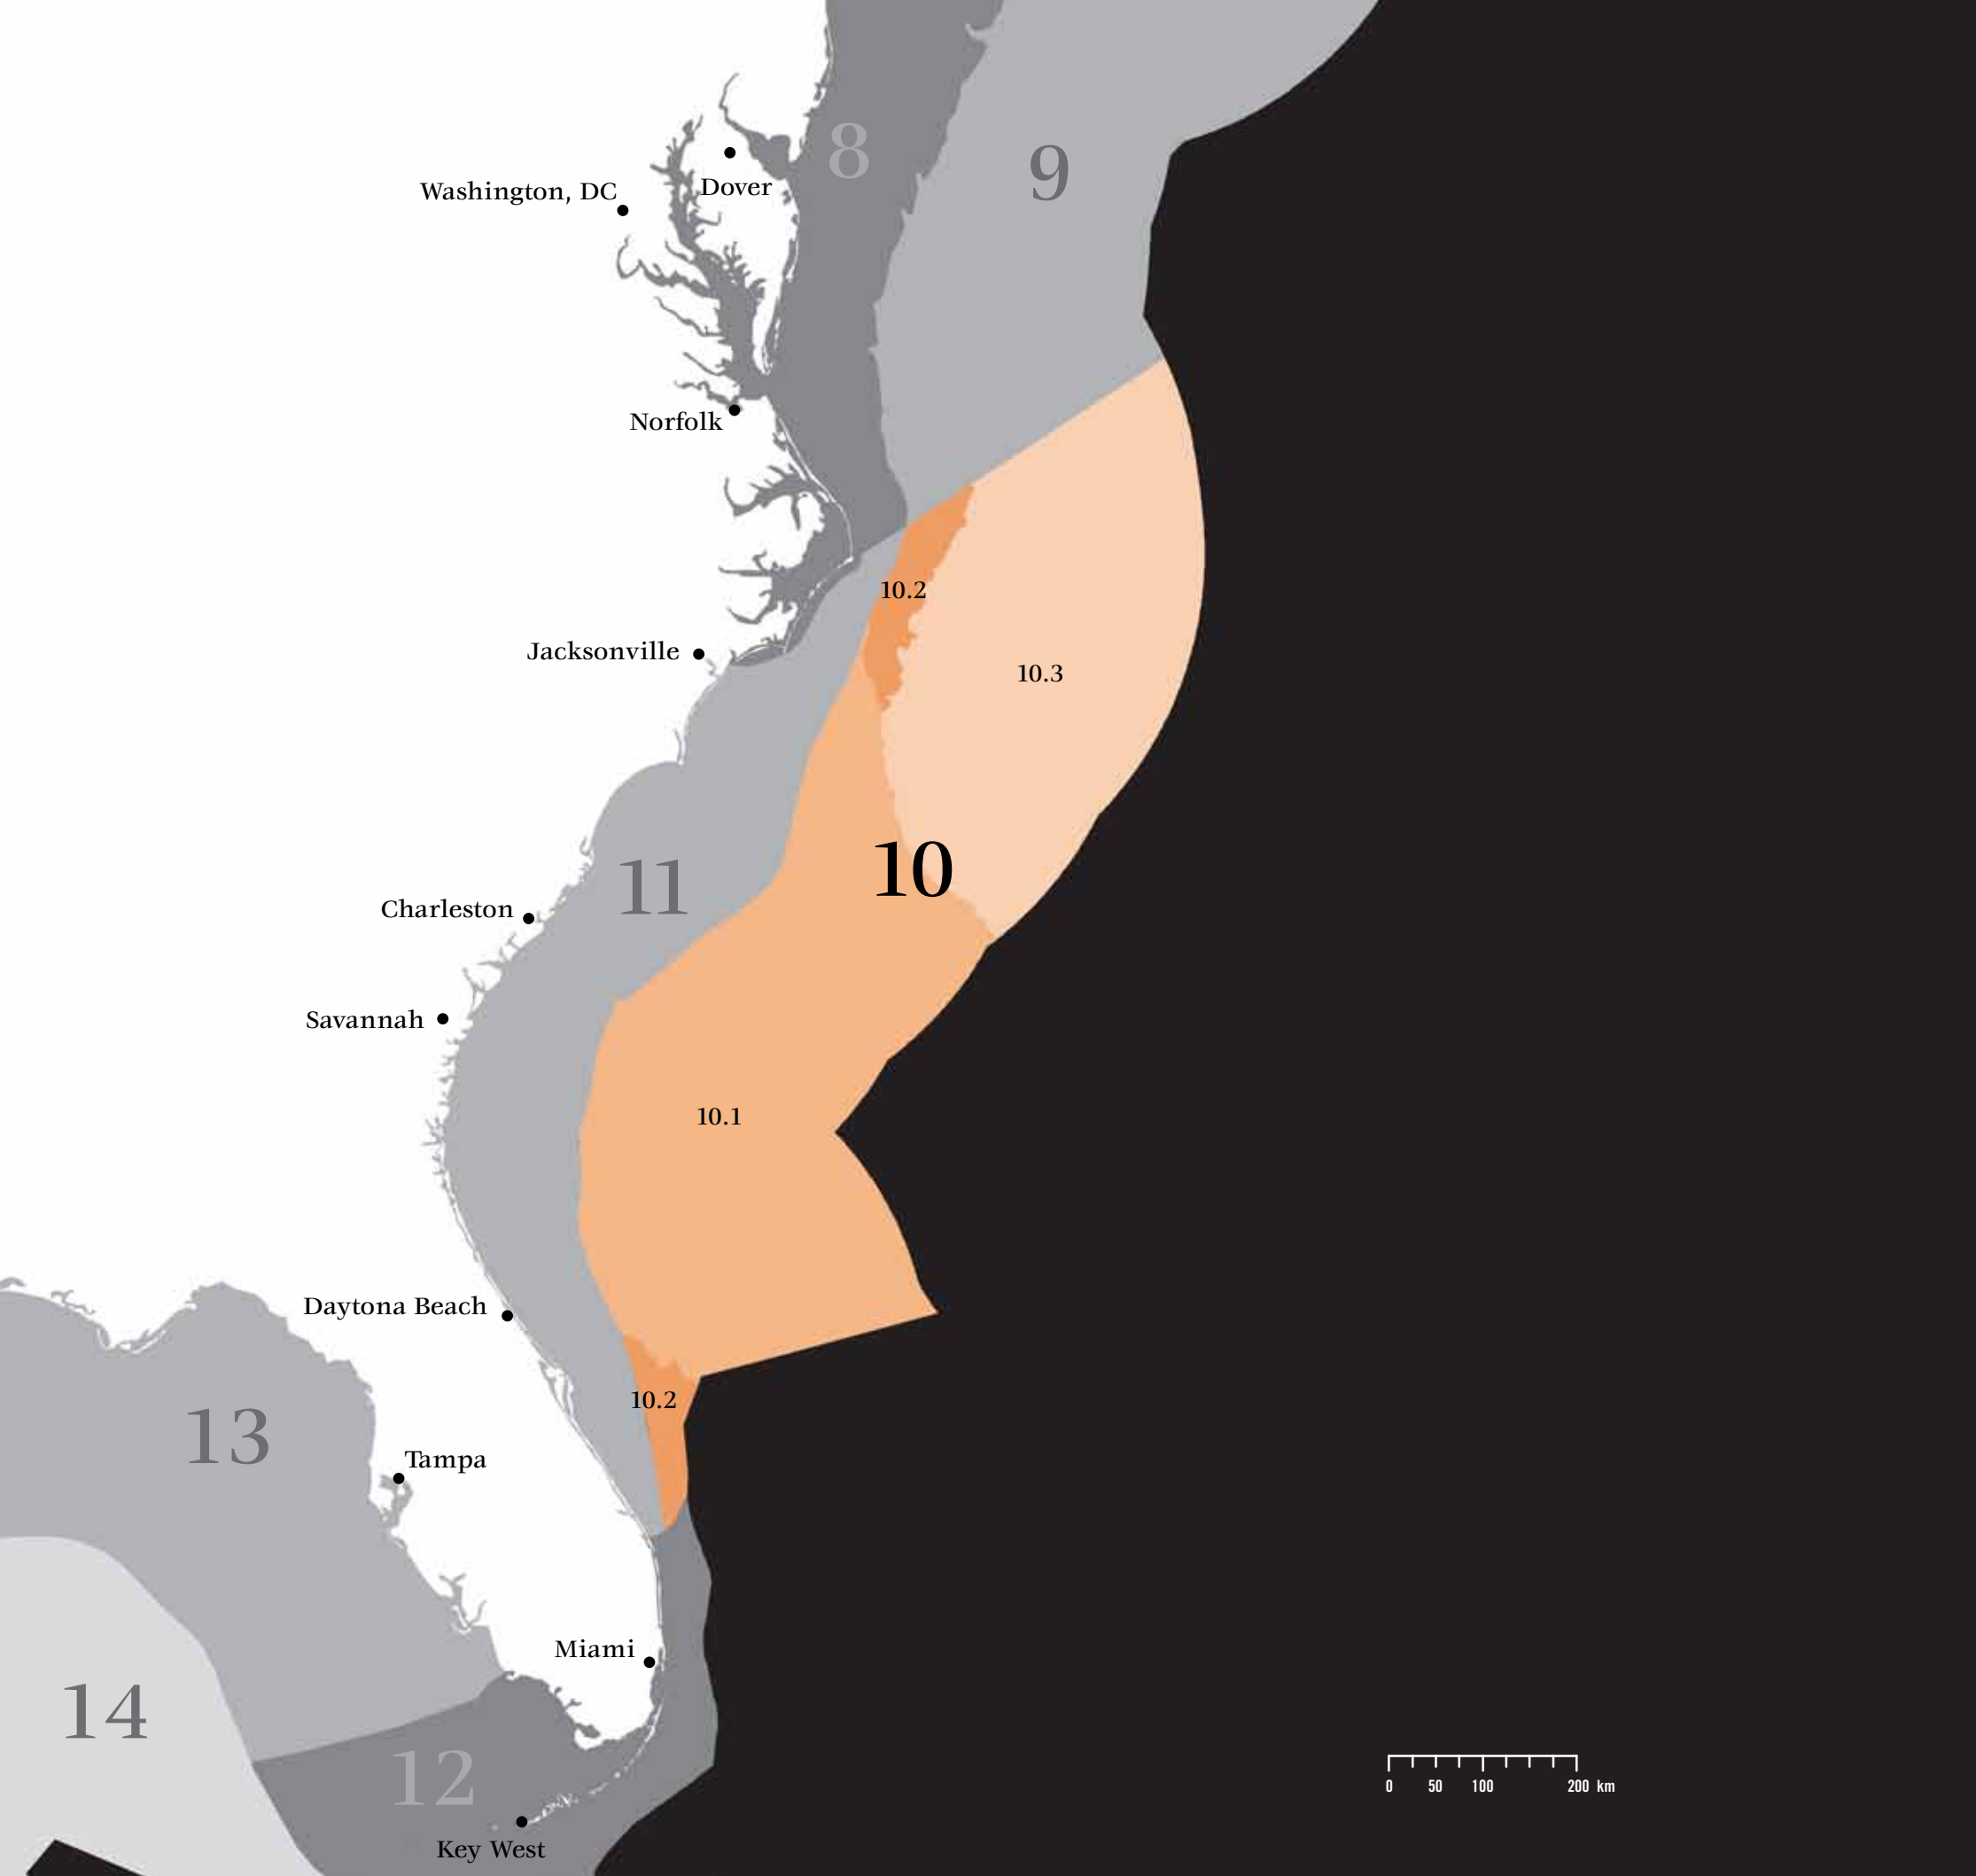 8
9
Dover
Washington, DC
Norfolk
10.2
Jacksonville
10.3
10
11
Charleston
Savannah
10.1
Daytona Beach
10.2
13
Tampa
Miami
14
12
0 50 100 200 km
Key West